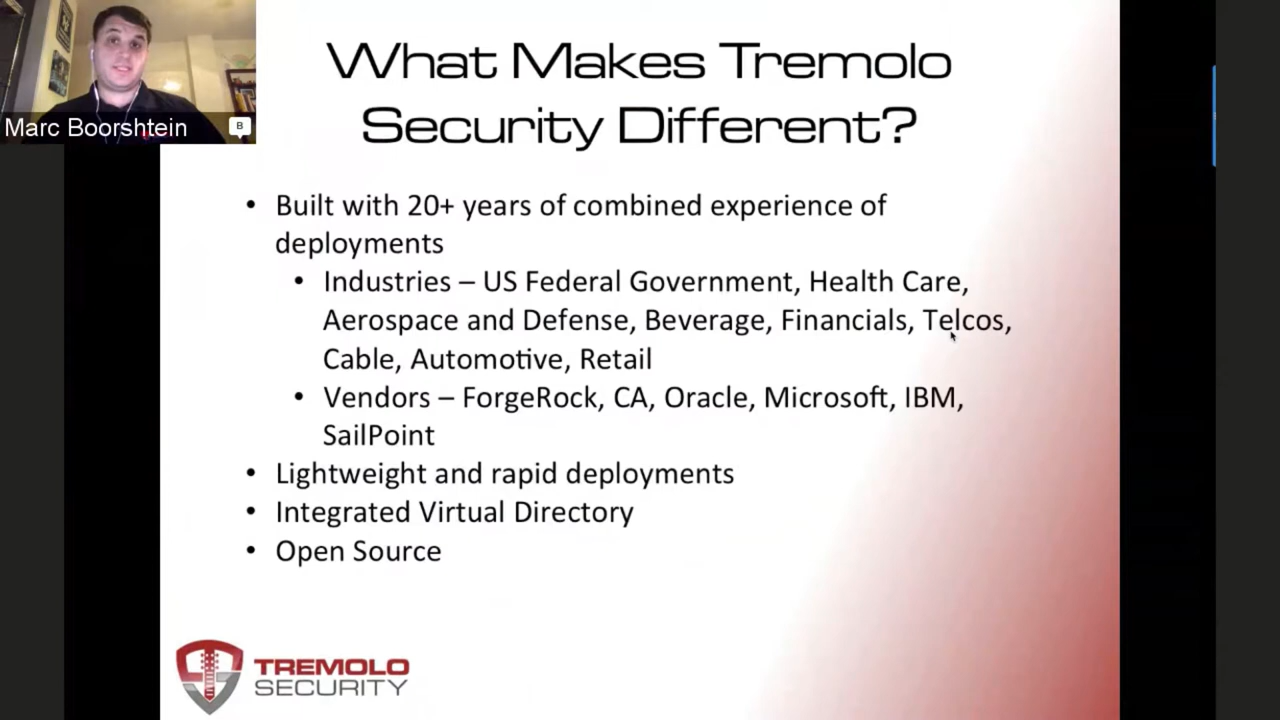 Marc Boorshtein
B
What Makes Tremolo
Security Different?
• Built with 20+ years of combined experience of
deployments
• Industries – US Federal Government, Health Care,
Aerospace and Defense, Beverage, Financials, Telcos,
Cable, Automotive, Retail
• Vendors – ForgeRock, CA, Oracle, Microsoft, IBM,
SailPoint
• Lightweight and rapid deployments
• Integrated Virtual Directory
• Open Source
TREMOLO
SECURITY